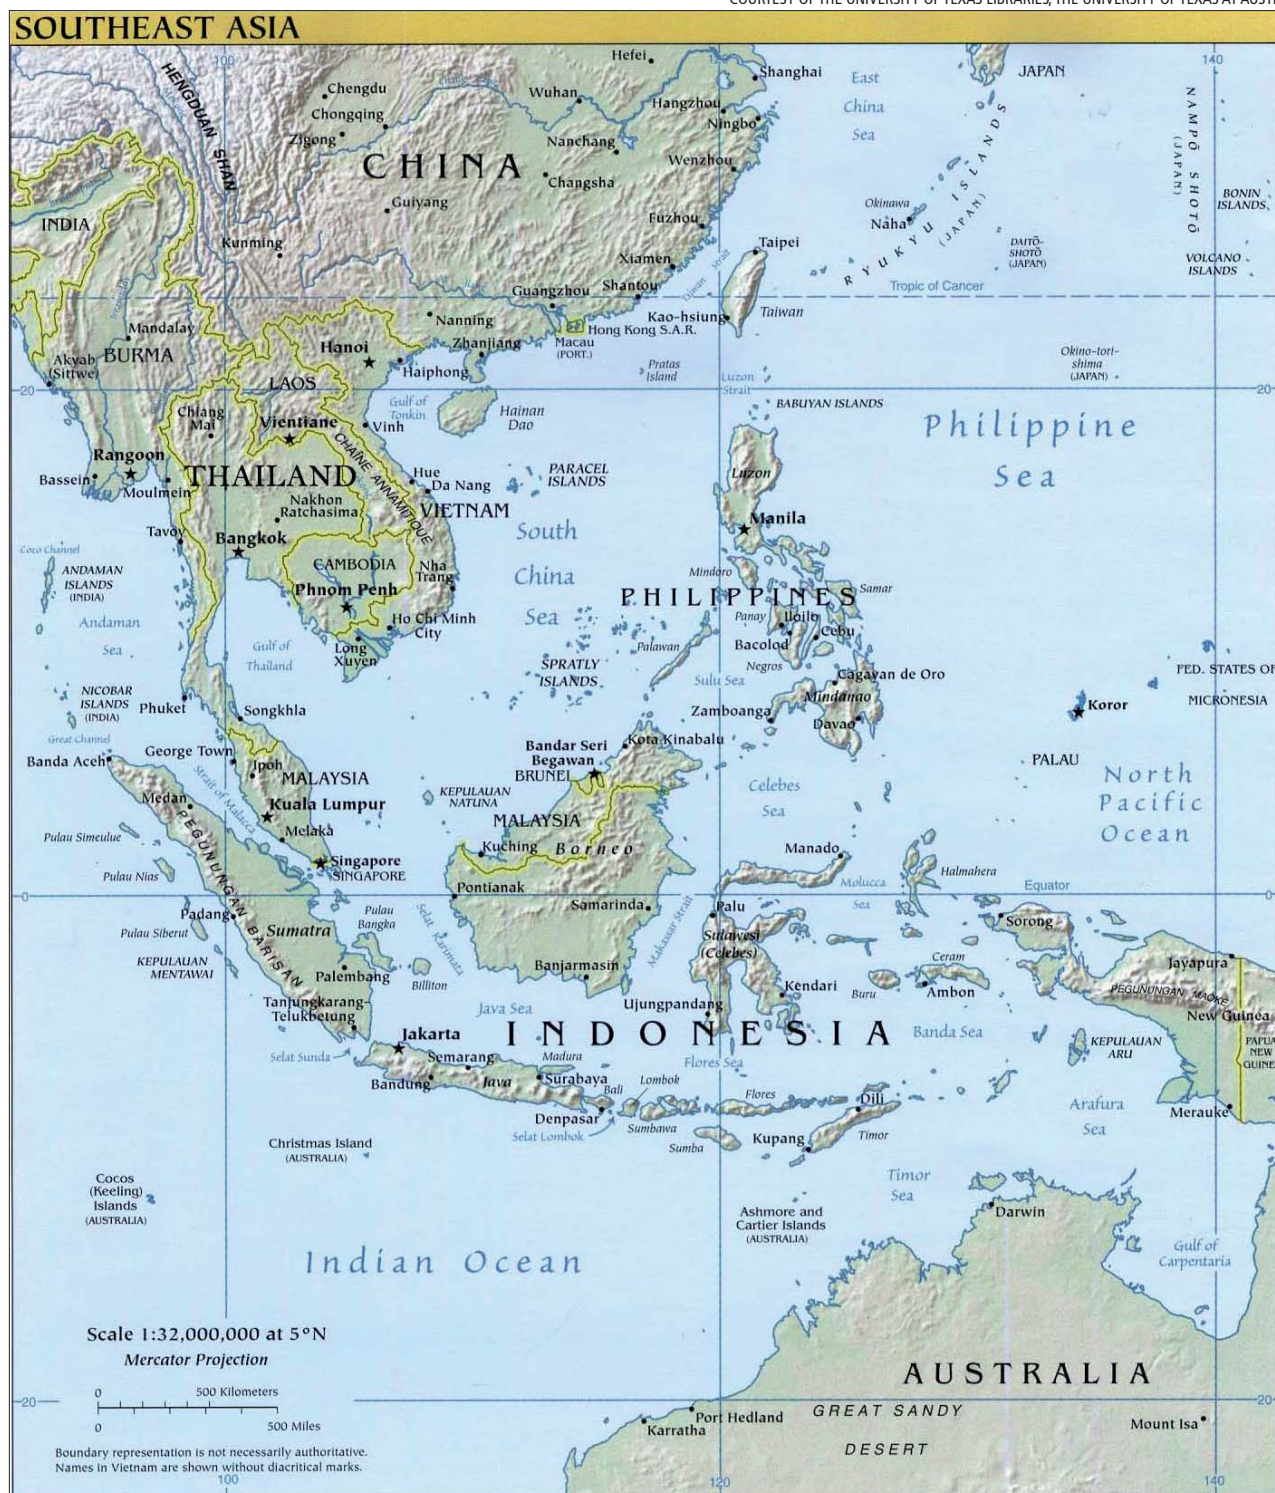 COURTESY OF THE UNIVERSITY OF TEXAS LIBRARIES, THE UNIVERSITY OF TEXAS AT
SOUTHEAST ASIA
100
120
140
Hefei
Shanghai
East
China
Sea
JAPAN
HENGDUAN SHAN
Chengdu
Chongqing
Zigong
Wuhan
Hangzhou
Ningbo
Nanchang
Wenzhou
Changsha
CHINA
Guiyang
Fuzhou
Kunming
Xiamen
Taipei
INDIA
Okinawa
Naha
RYUKYU ISLANDS
(JAPAN)
NAMPŌ SHOTŌ
(JAPAN)
BONIN
ISLANDS
DAITŌ-
SHOTŌ
(JAPAN)
VOLCANO
ISLANDS
Guangzhou
Shantou
Taiwan
Strait
Tropic of Cancer
Kao-hsiung
Taiwan
Nanning
Hong Kong S.A.R.
Macau
(PORT.)
Zhanjiang
Mandalay
BURMA
Hanoi
Haiphong
Akyab
(Sittwe)
LAOS
Pratas
Island
Luzon
Strait
Okino-tori-
shima
(JAPAN)
20
20
Gulf of
Tonkin
Hainan
Dao
BABUYAN ISLANDS
Chiang
Mai
Vientiane
Vinh
Philippine
Sea
Rangoon
Bassein
Moulmein
THAILAND
CHAÎNE ANNAMITIQUE
Hue
Da Nang
PARACEL
ISLANDS
Luzon
Nakhon
Ratchasima
VIETNAM
Tavoy
Bangkok
South
China
Sea
Manila
Coco Channel
ANDAMAN
ISLANDS
(INDIA)
CAMBODIA
Phnom Penh
Nha
Trang
Mindoro
PHILIPPINES
Samar
Andaman
Sea
Ho Chi Minh
City
Panay
Iloilo
Bacolod
Cebu
Gulf of
Thailand
Long
Xuyen
Palawan
Negros
SPRATLY
ISLANDS
Sulu Sea
Cagayan de Oro
Mindanao
FED. STATES OF
MICRONESIA
NICOBAR
ISLANDS
(INDIA)
Phuket
Songkhla
Zamboanga
Davao
Koror
PALAU
Great Channel
Banda Aceh
George Town
Ipoh
MALAYSIA
Bandar Seri
Begawan
BRUNEI
Kota Kinabalu
Celebes
Sea
North
Pacific
Ocean
Strait of Malacca
Kuala Lumpur
KEPULAUAN
NATUNA
MALAYSIA
Medan
Melaka
Pulau Simeulue
PEGUNUNGAN BARISAN
Kuching
Borneo
Manado
Singapore
SINGAPORE
Pulau Nias
Halmahera
Molucca
Sea
Equator
0
0
Pontianak
Samarinda
Makassar Strait
Palu
Sorong
Padang
Pulau
Bangka
Selat Karimata
Pulau Siberut
Sumatra
Sulawesi
(Celebes)
KEPULAUAN
MENTAWAI
Palembang
Billiton
Banjarmasin
Ceram
Jayapura
PEGUNUNGAN MAOKE
Kendari
Buru
Ambon
Tanjungkarang-
Telukbetung
Java Sea
Ujungpandang
New Guinea
Jakarta
INDONESIA
Banda Sea
KEPULAUAN
ARU
Selat Sunda
Semarang
Madura
Flores Sea
Bandung
Java
Surabaya
Bali
Lombok
Flores
Dili
Denpasar
Sumbawa
Arafura
Sea
Merauke
Selat Lombok
Sumba
Kupang
Timor
Christmas Island
(AUSTRALIA)
Cocos
(Keeling)
Islands
(AUSTRALIA)
Timor
Sea
Ashmore and
Cartier Islands
(AUSTRALIA)
Darwin
Gulf of
Carpentaria
Indian Ocean
Scale 1:32,000,000 at 5°N
Mercator Projection
0
500 Kilometers
0
500 Miles
AUSTRALIA
20
20
Port Hedland
Karratha
GREAT SANDY
DESERT
Mount Isa
Boundary representation is not necessarily authoritative.
Names in Vietnam are shown without diacritical marks.
100
120
140